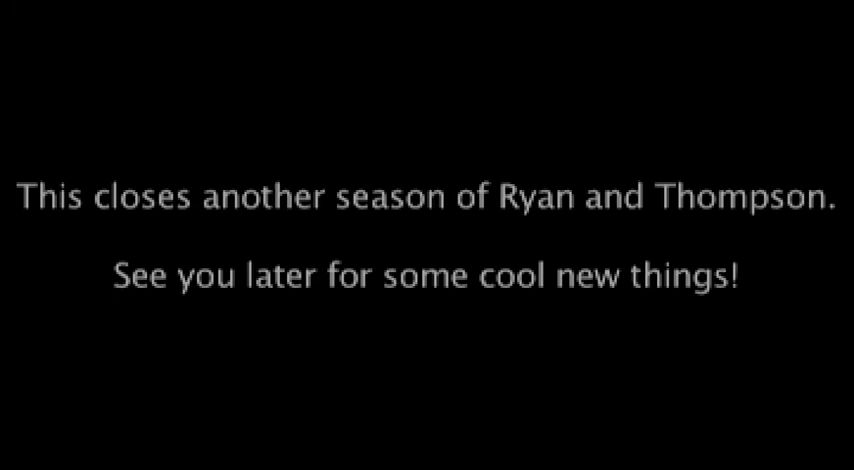 This closes another season of Ryan and Thompson.
See you later for some cool new things!